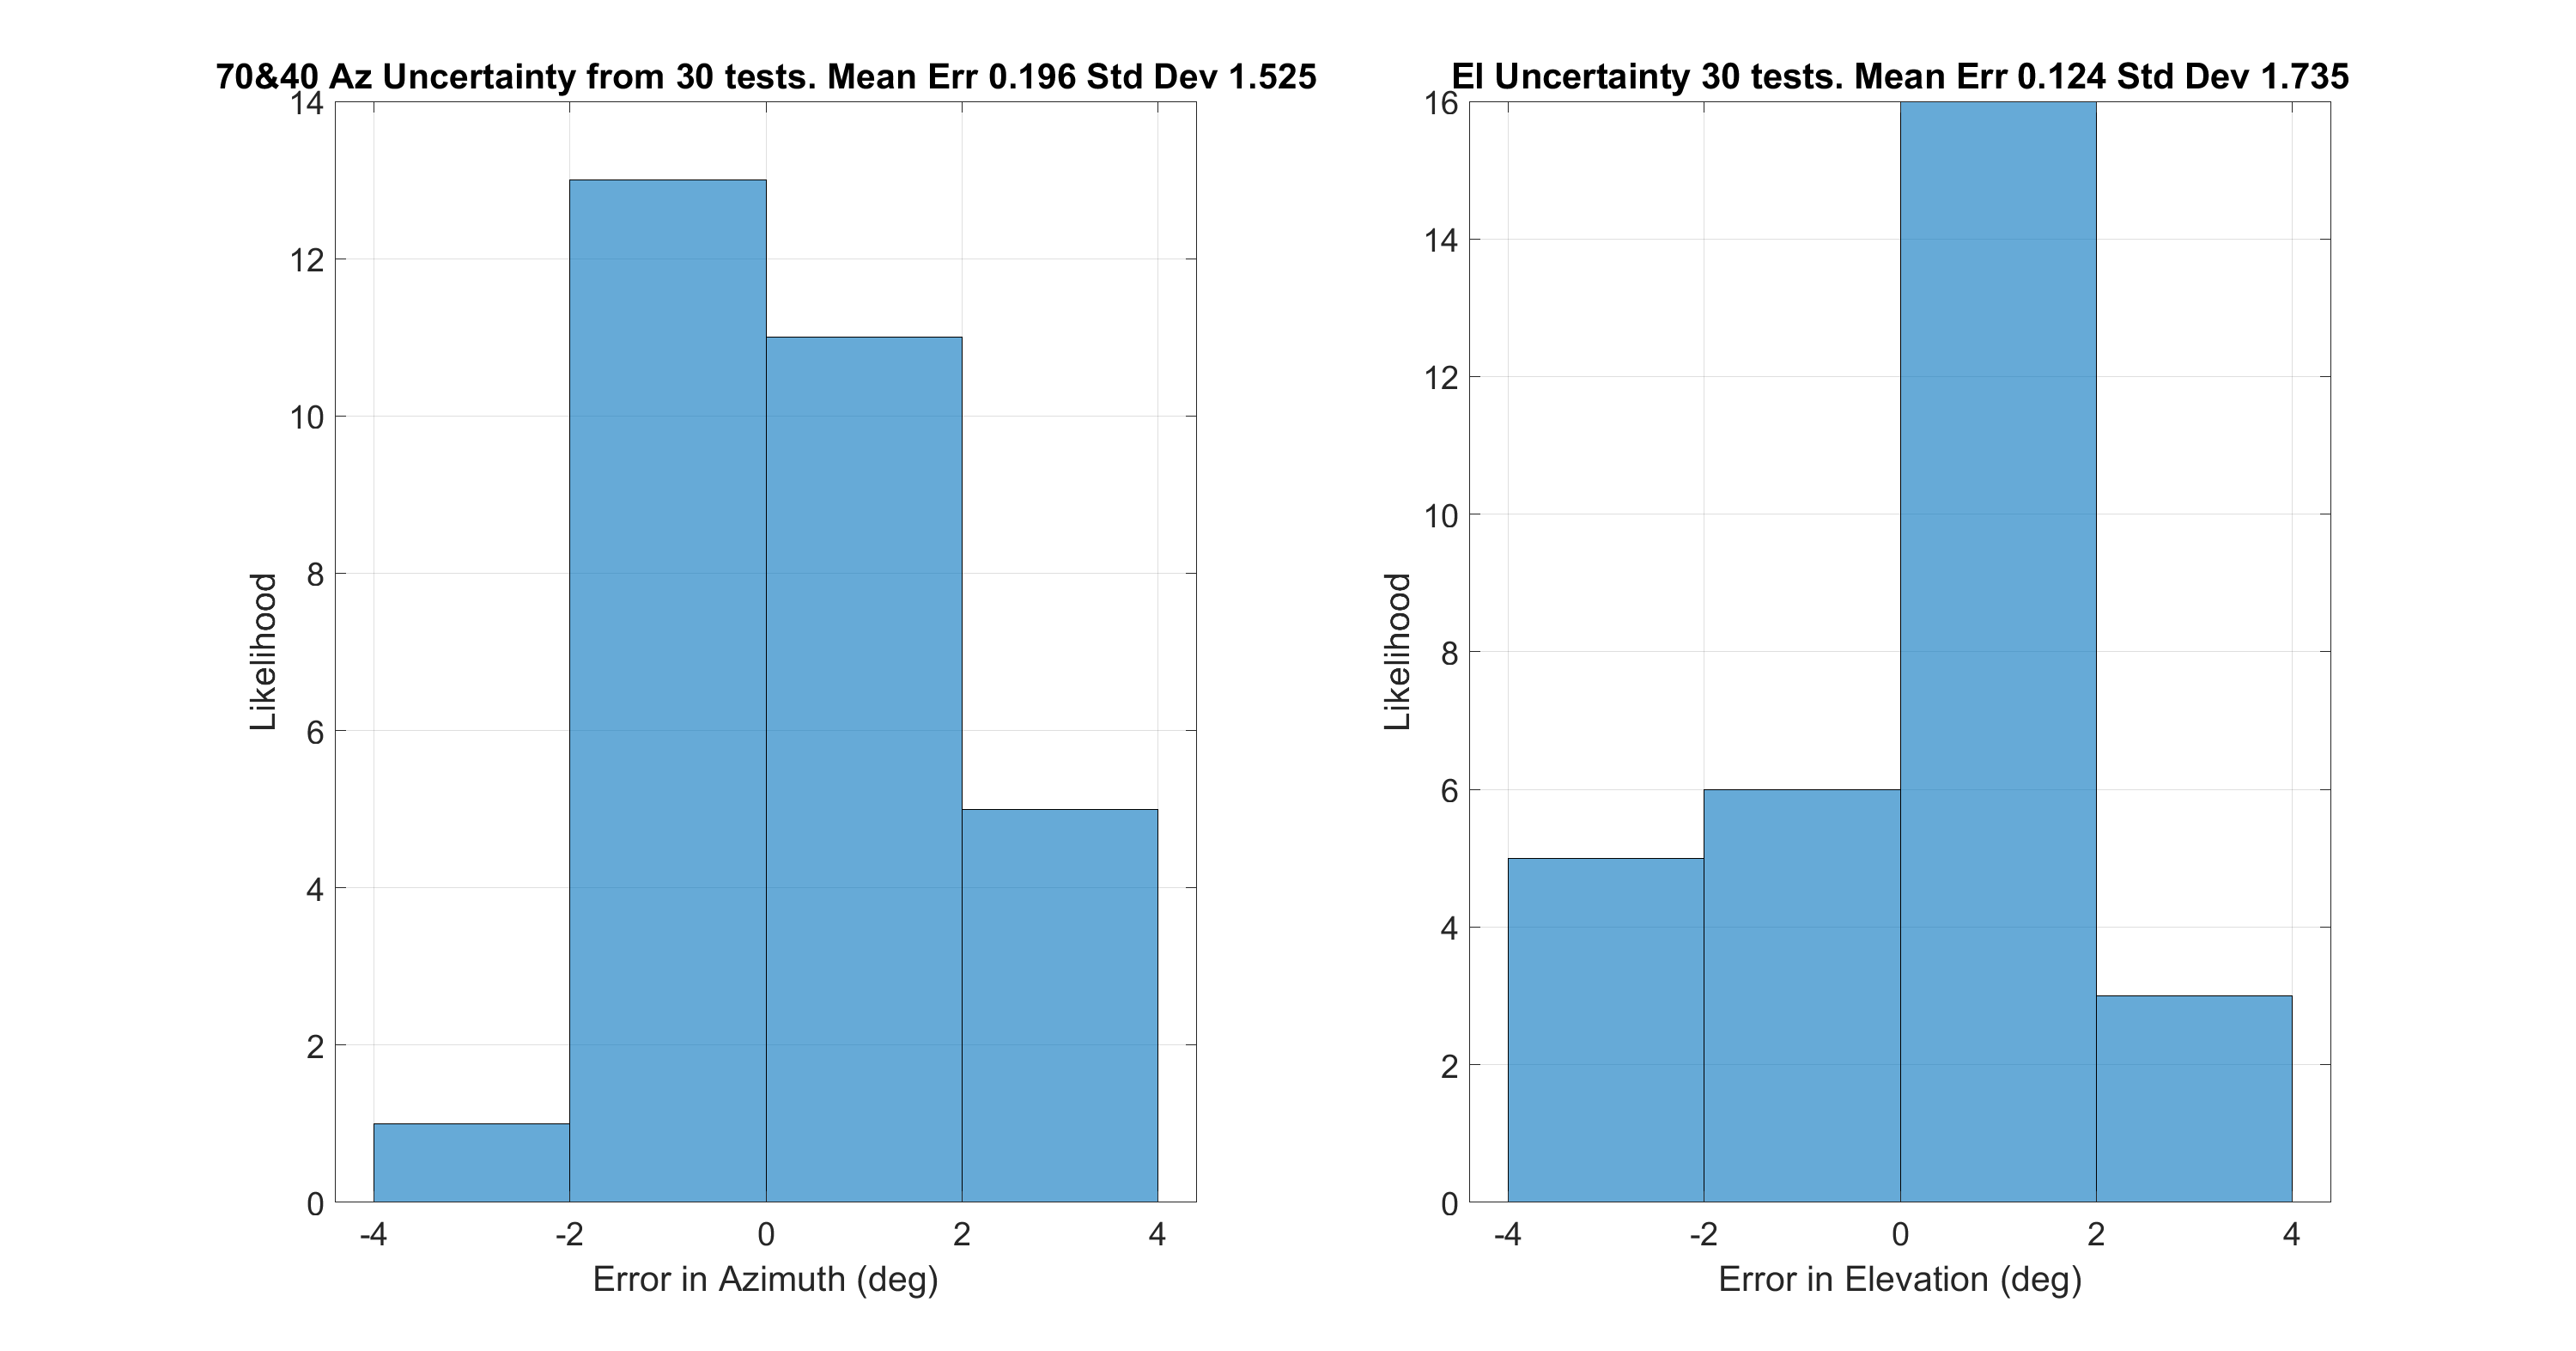 70&40 Az Uncertainty from 30 tests. Mean Err 0.196 Std Dev 1.525
14
12
10
8
6
4
2
0
Likelihood
-4 -2 0 2 4
Error in Azimuth (deg)
El Uncertainty 30 tests. Mean Err 0.124 Std Dev 1.735
16
14
12
10
8
6
4
2
0
Likelihood
-4 -2 0 2 4
Error in Elevation (deg)